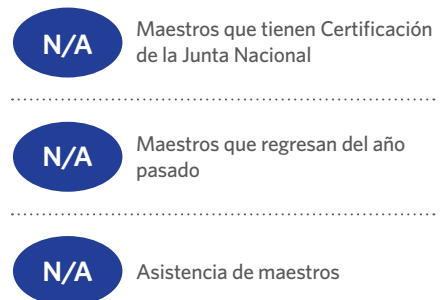 N/A
Maestros que tienen Certificación
de la Junta Nacional
N/A
Maestros que regresan del año
pasado
N/A
Asistencia de maestros